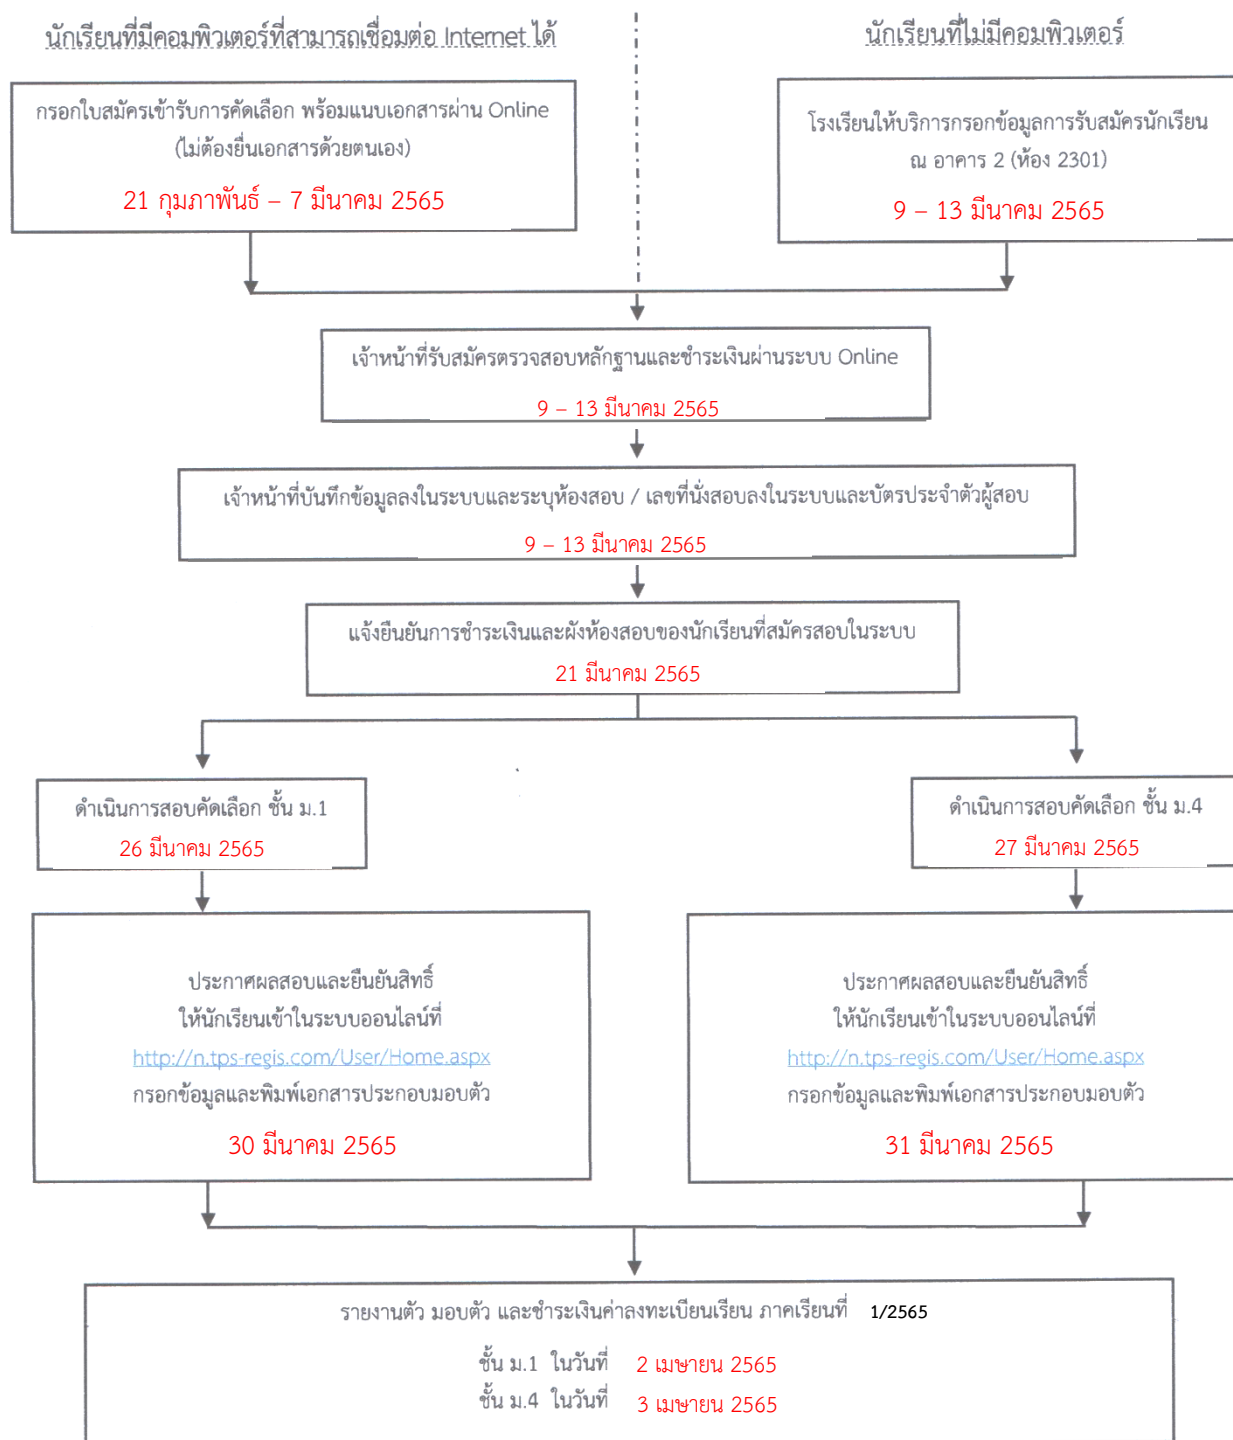 นักเรียนที่มีคอมพิวเตอร์ที่สามารถเชื่อมต่อ Internet ได้
นักเรียนที่ไม่มีคอมพิวเตอร์
กรอกใบสมัครเข้ารับการคัดเลือก พร้อมแนบเอกสารผ่าน Online
(ไม่ต้องยื่นเอกสารด้วยตนเอง)
21 กุมภาพันธ์ – 7 มีนาคม 2565
โรงเรียนให้บริการกรอกข้อมูลการรับสมัครนักเรียน
ณ อาคาร 2 (ห้อง 2301)
9 – 13 มีนาคม 2565
เจ้าหน้าที่รับสมัครตรวจสอบหลักฐานและชำระเงินผ่านระบบ Online
9 – 13 มีนาคม 2565
เจ้าหน้าที่บันทึกข้อมูลลงในระบบและระบุห้องสอบ / เลขที่นั่งสอบลงในระบบและบัตรประจำตัวผู้สอบ
9 – 13 มีนาคม 2565
แจ้งยืนยันการชำระเงินและผังห้องสอบของนักเรียนที่สมัครสอบในระบบ
21 มีนาคม 2565
ดำเนินการสอบคัดเลือก ชั้น ม.1
26 มีนาคม 2565
ดำเนินการสอบคัดเลือก ชั้น ม.4
27 มีนาคม 2565
ประกาศผลสอบและยืนยันสิทธิ์
ให้นักเรียนเข้าในระบบออนไลน์ที่
http://n.tps-regis.com/User/Home.aspx
กรอกข้อมูลและพิมพ์เอกสารประกอบมอบตัว
30 มีนาคม 2565
ประกาศผลสอบและยืนยันสิทธิ์
ให้นักเรียนเข้าในระบบออนไลน์ที่
http://n.tps-regis.com/User/Home.aspx
กรอกข้อมูลและพิมพ์เอกสารประกอบมอบตัว
31 มีนาคม 2565
รายงานตัว มอบตัว และชำระเงินค่าลงทะเบียนเรียน ภาคเรียนที่ 1/2565
ชั้น ม.1 ในวันที่ 2 เมษายน 2565
ชั้น ม.4 ในวันที่ 3 เมษายน 2565